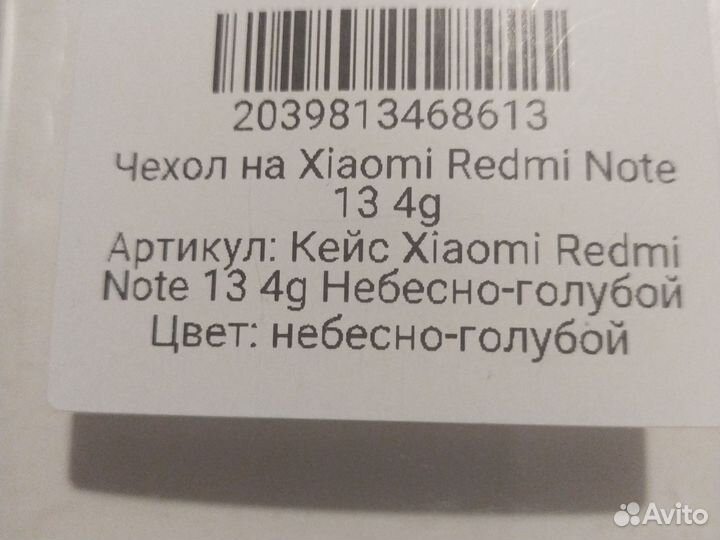 2039813468613
Чехол на Xiaomi Redmi Note
13 4g
Артикул: Кейс Xiaomi Redmi
Note 13 4g Небесно-голубой
Цвет: небесно-голубой
Avito